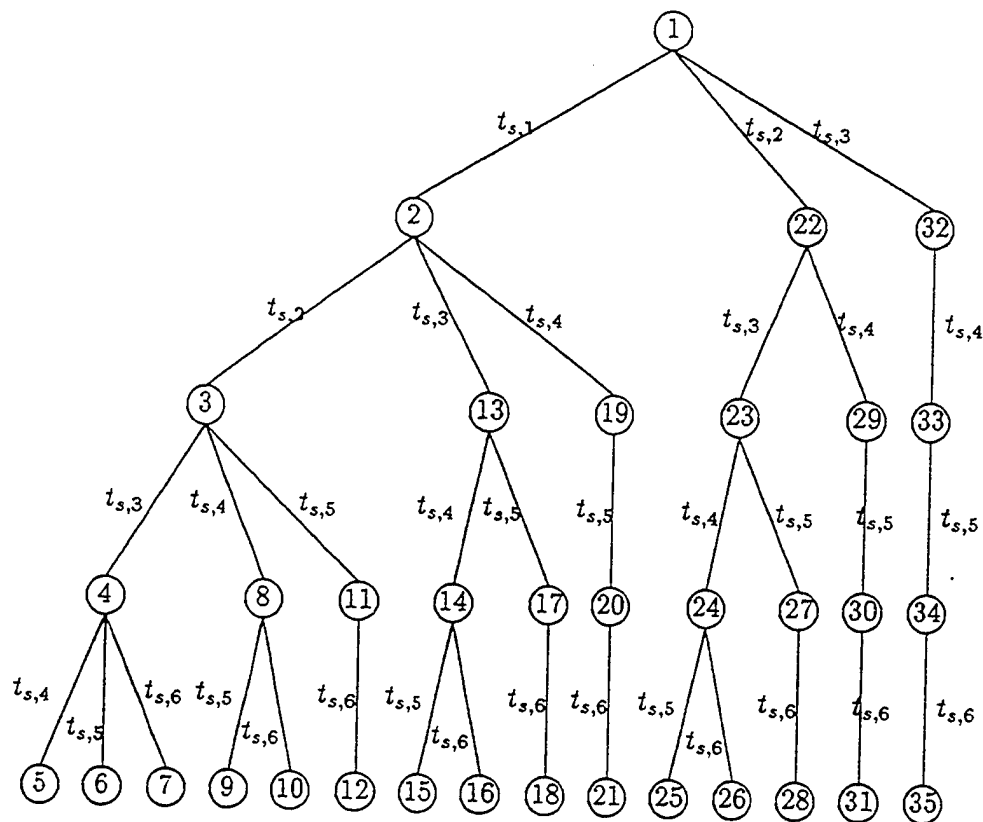 1
t_{s,1} t_{s,2} t_{s,3}
2 22 32
t_{s,2} t_{s,3} t_{s,4} t_{s,3} t_{s,4} t_{s,4}
3 13 19 23 29 33
t_{s,3} t_{s,4} t_{s,5} t_{s,4} t_{s,5} t_{s,5} t_{s,4} t_{s,5} t_{s,5} t_{s,5}
4 8 11 14 17 20 24 27 30 34
t_{s,4} t_{s,5} t_{s,6} t_{s,5} t_{s,6} t_{s,6} t_{s,5} t_{s,6} t_{s,6} t_{s,6} t_{s,5} t_{s,6} t_{s,6} t_{s,6} t_{s,6}
5 6 7 9 10 12 15 16 18 21 25 26 28 31 35